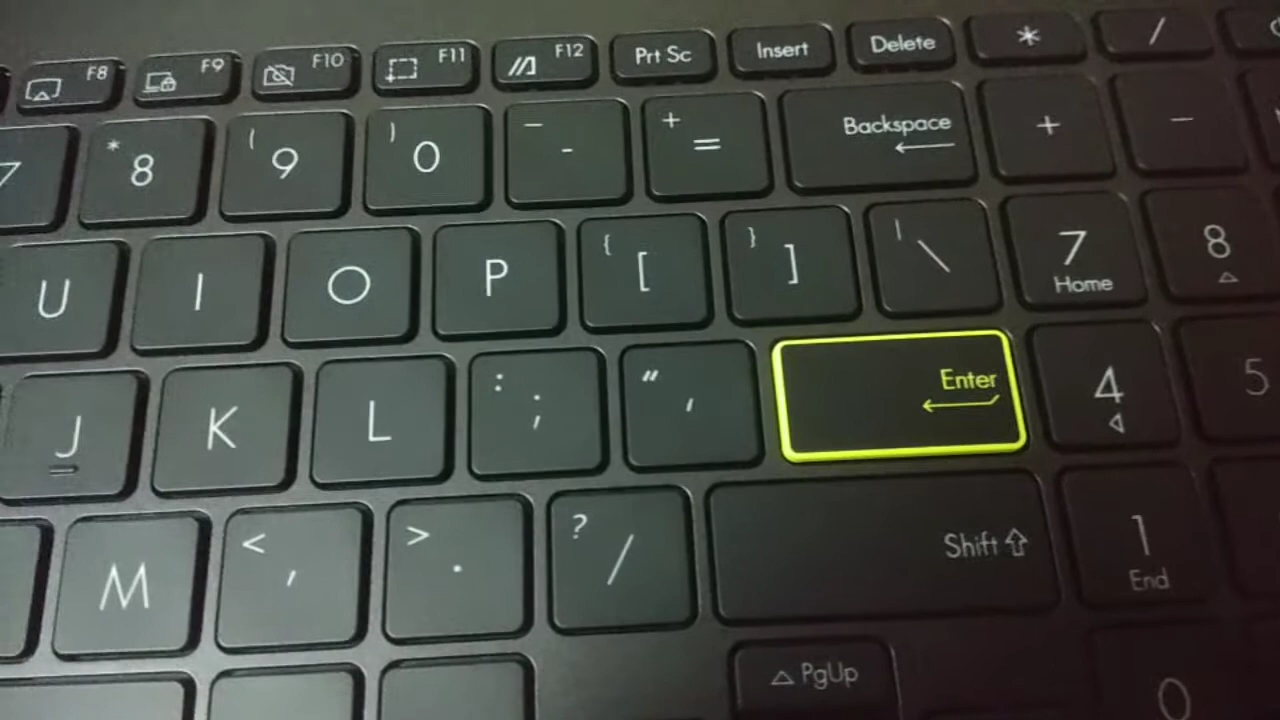 F8 F9 F10 F11 F12 Prt Sc Insert Delete * /
7 * 8 ( 9 ) 0 _ - + = Backspace + -
U I O P { [ } ] | \ 7 Home 8
J K L : ; " ' Enter 4 5
M < , > . ? / Shift 1 End
PgUp 0